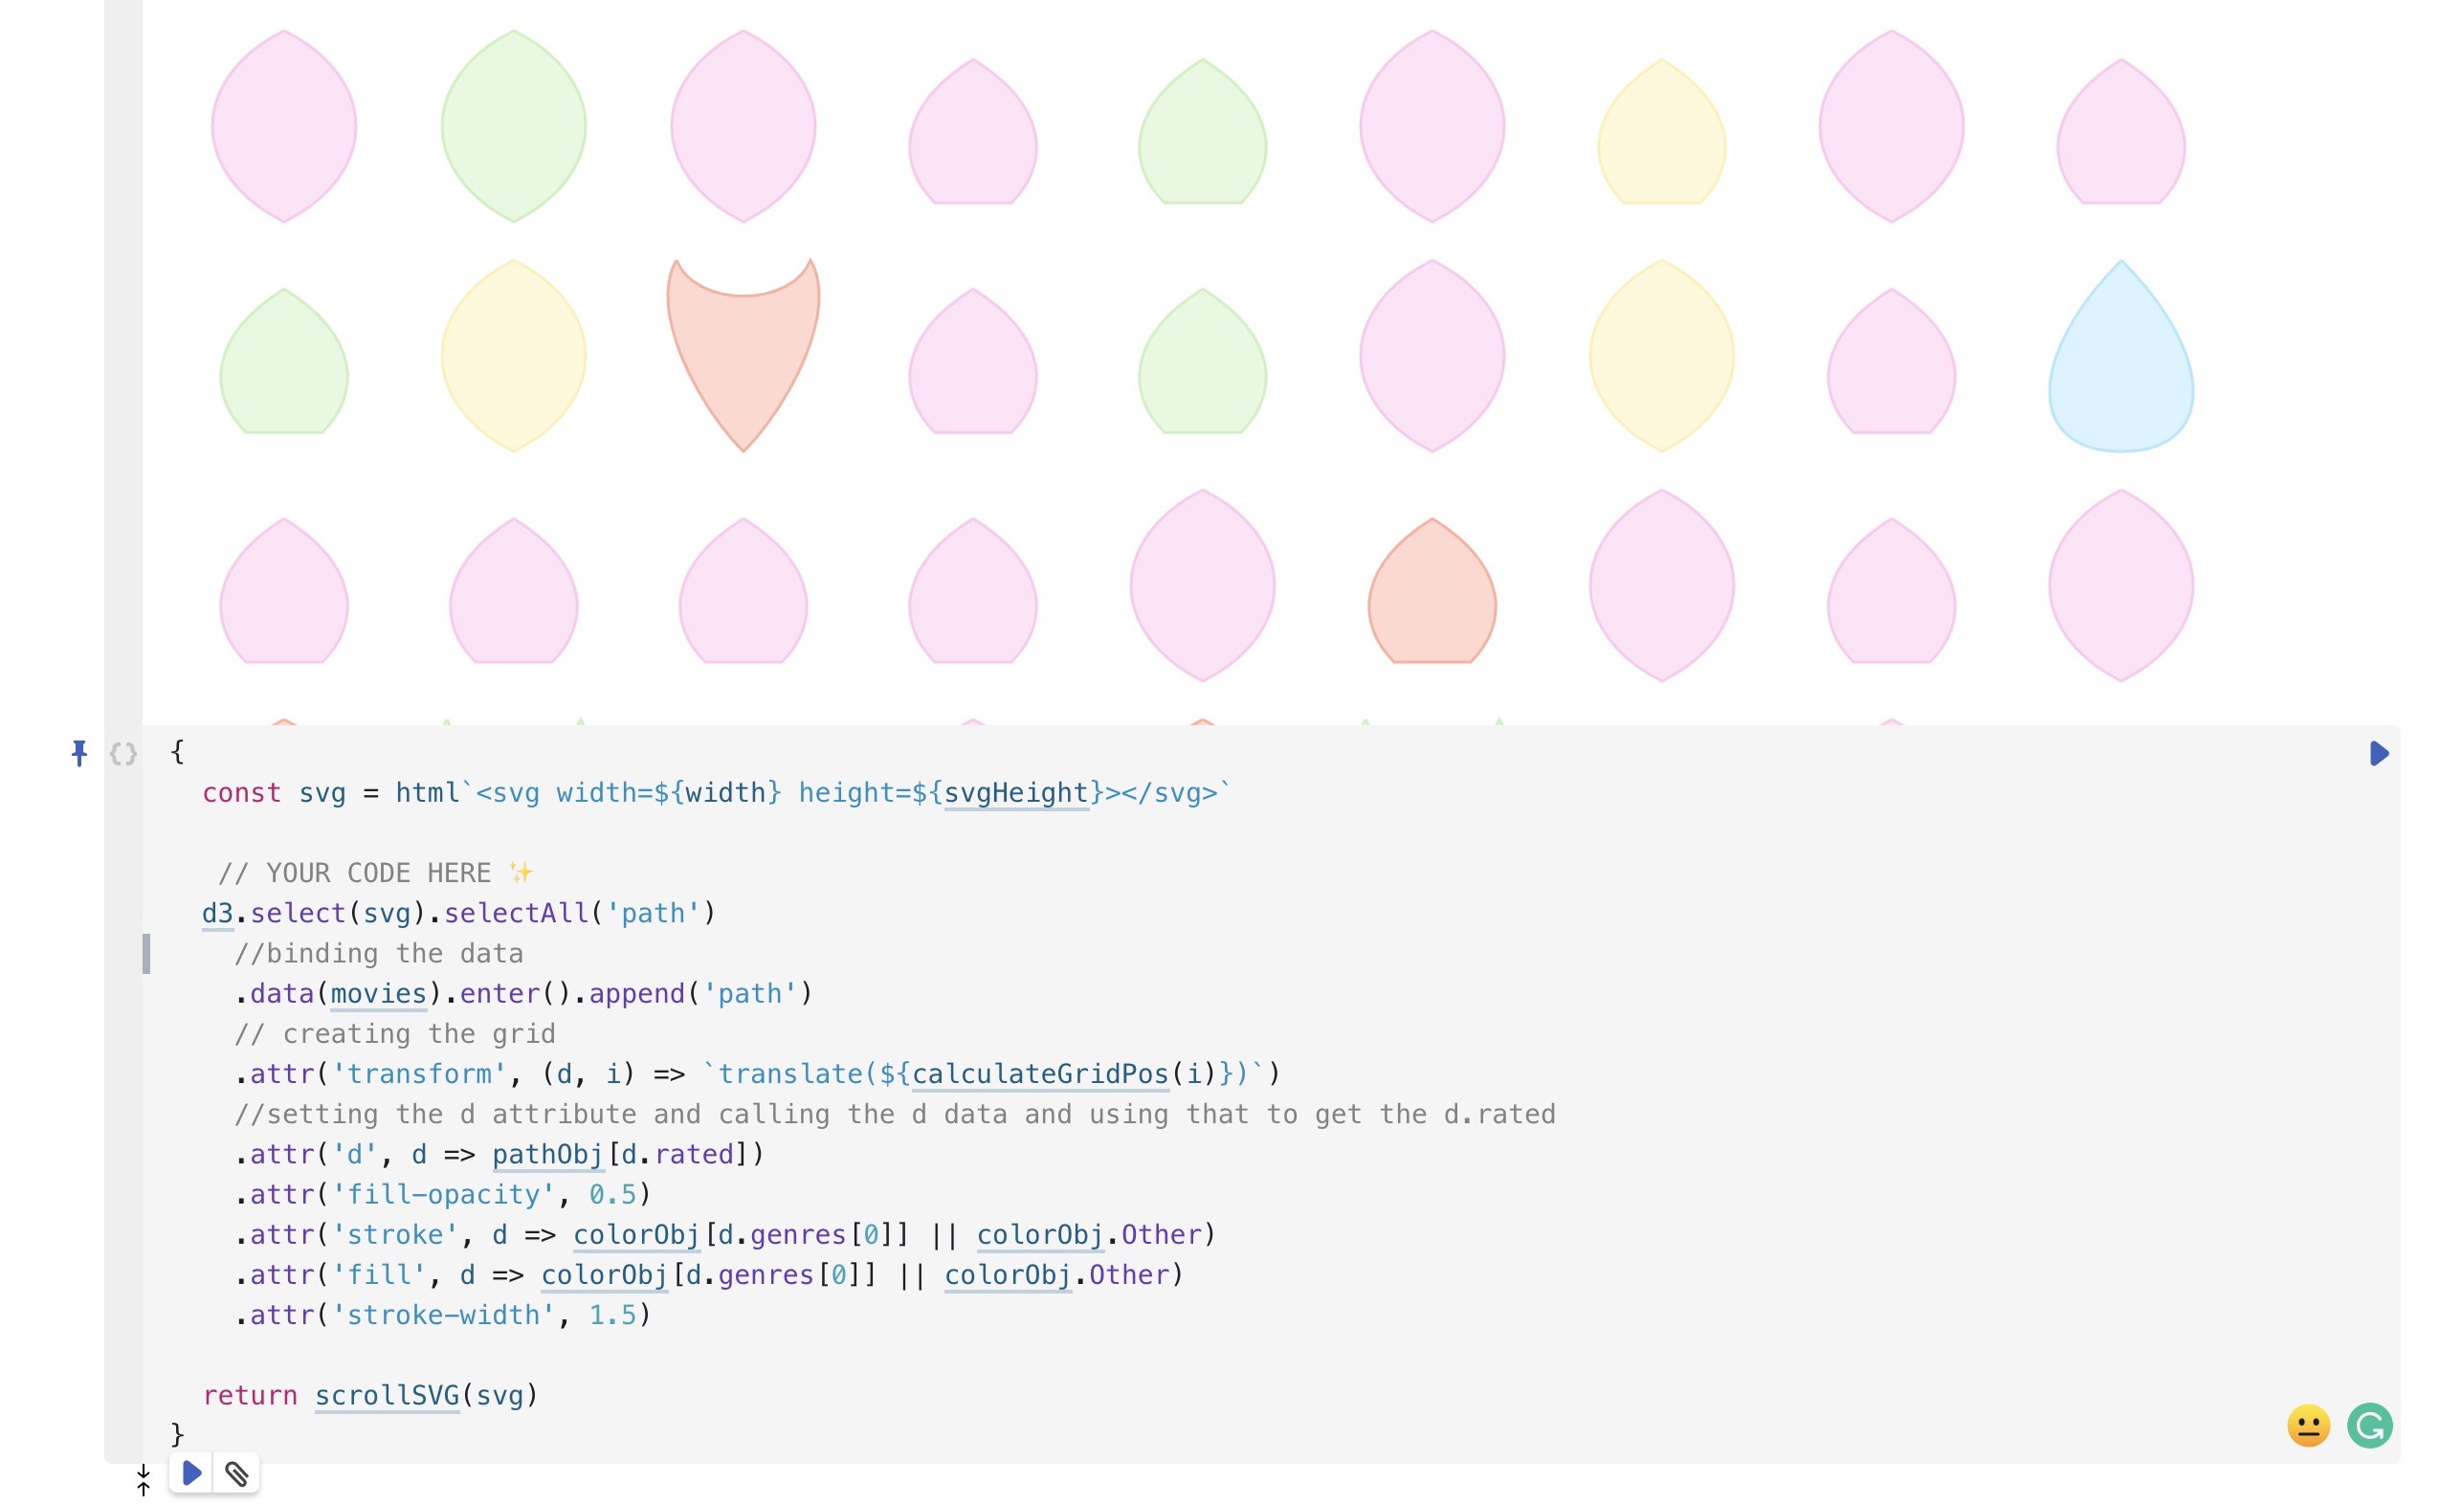 {
const svg = html`<svg width=${width} height=${svgHeight}></svg>`
// YOUR CODE HERE ✨
d3.select(svg).selectAll('path')
//binding the data
.data(movies).enter().append('path')
// creating the grid
.attr('transform', (d, i) => `translate(${calculateGridPos(i)})`)
//setting the d attribute and calling the d data and using that to get the d.rated
.attr('d', d => pathObj[d.rated])
.attr('fill-opacity', 0.5)
.attr('stroke', d => colorObj[d.genres[0]] || colorObj.Other)
.attr('fill', d => colorObj[d.genres[0]] || colorObj.Other)
.attr('stroke-width', 1.5)
return scrollSVG(svg)
}